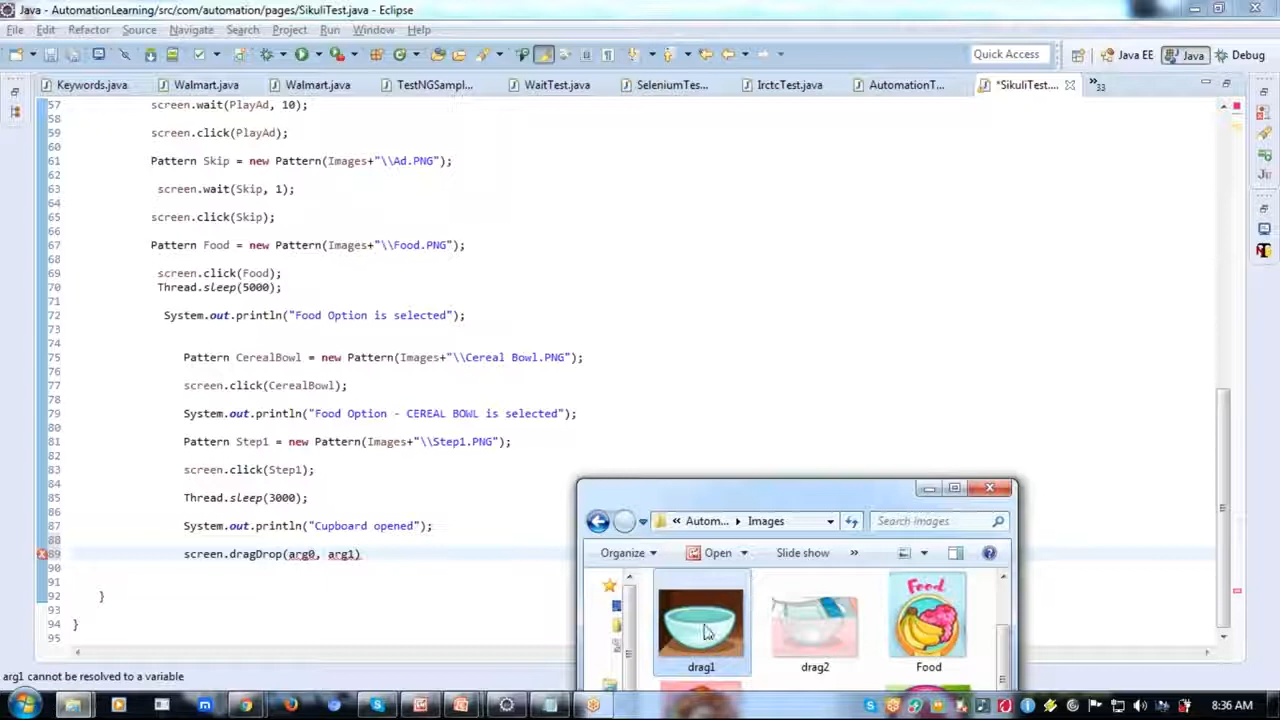 Java - AutomationLearning/src/com/automation/pages/SikuliTest.java - Eclipse
File Edit Refactor Source Navigate Search Project Run Window Help
Quick Access Java EE Java Debug
Keywords.java Walmart.java Walmart.java TestNGSampl... WaitTest.java SeleniumTes... IrctcTest.java AutomationT... *SikuliTest.... 33
57 screen.wait(PlayAd, 10);
58
59 screen.click(PlayAd);
60
61 Pattern Skip = new Pattern(Images+"\\Ad.PNG");
62
63 screen.wait(Skip, 1);
64
65 screen.click(Skip);
66
67 Pattern Food = new Pattern(Images+"\\Food.PNG");
68
69 screen.click(Food);
70 Thread.sleep(5000);
71
72 System.out.println("Food Option is selected");
73
74
75 Pattern CerealBowl = new Pattern(Images+"\\Cereal Bowl.PNG");
76
77 screen.click(CerealBowl);
78
79 System.out.println("Food Option - CEREAL BOWL is selected");
80
81 Pattern Step1 = new Pattern(Images+"\\Step1.PNG");
82
83 screen.click(Step1);
84
85 Thread.sleep(3000);
86
87 System.out.println("Cupboard opened");
88
89 screen.dragDrop(arg0, arg1)
90
91
92 }
93
94 }
95
« Autom... Images Search Images
Organize Open Slide show »
Food
drag1 drag2 Food
arg1 cannot be resolved to a variable
8:36 AM